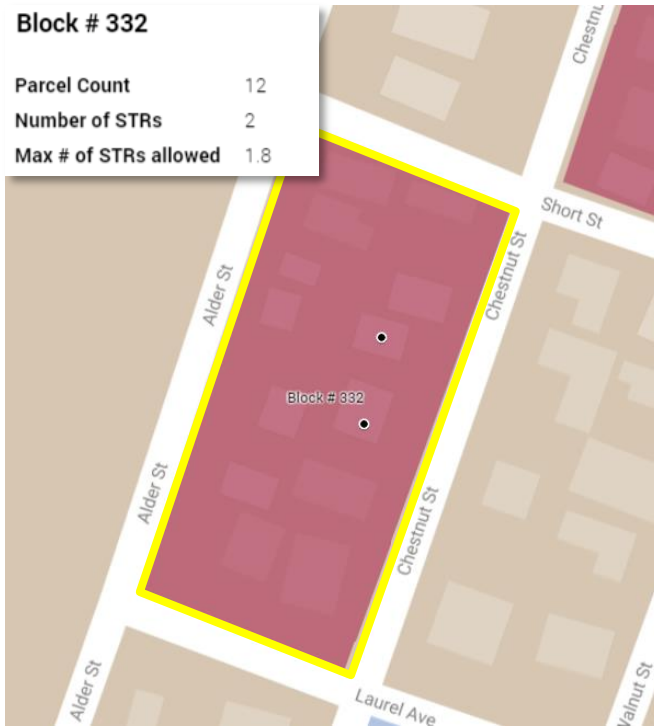 Block # 332
Parcel Count 12
Number of STRs 2
Max # of STRs allowed 1.8
Chestnu
Short St
Chestnut St
Alder St
Block # 332
Alder St
Chestnut St
Alder St
Laurel Ave
Walnut St